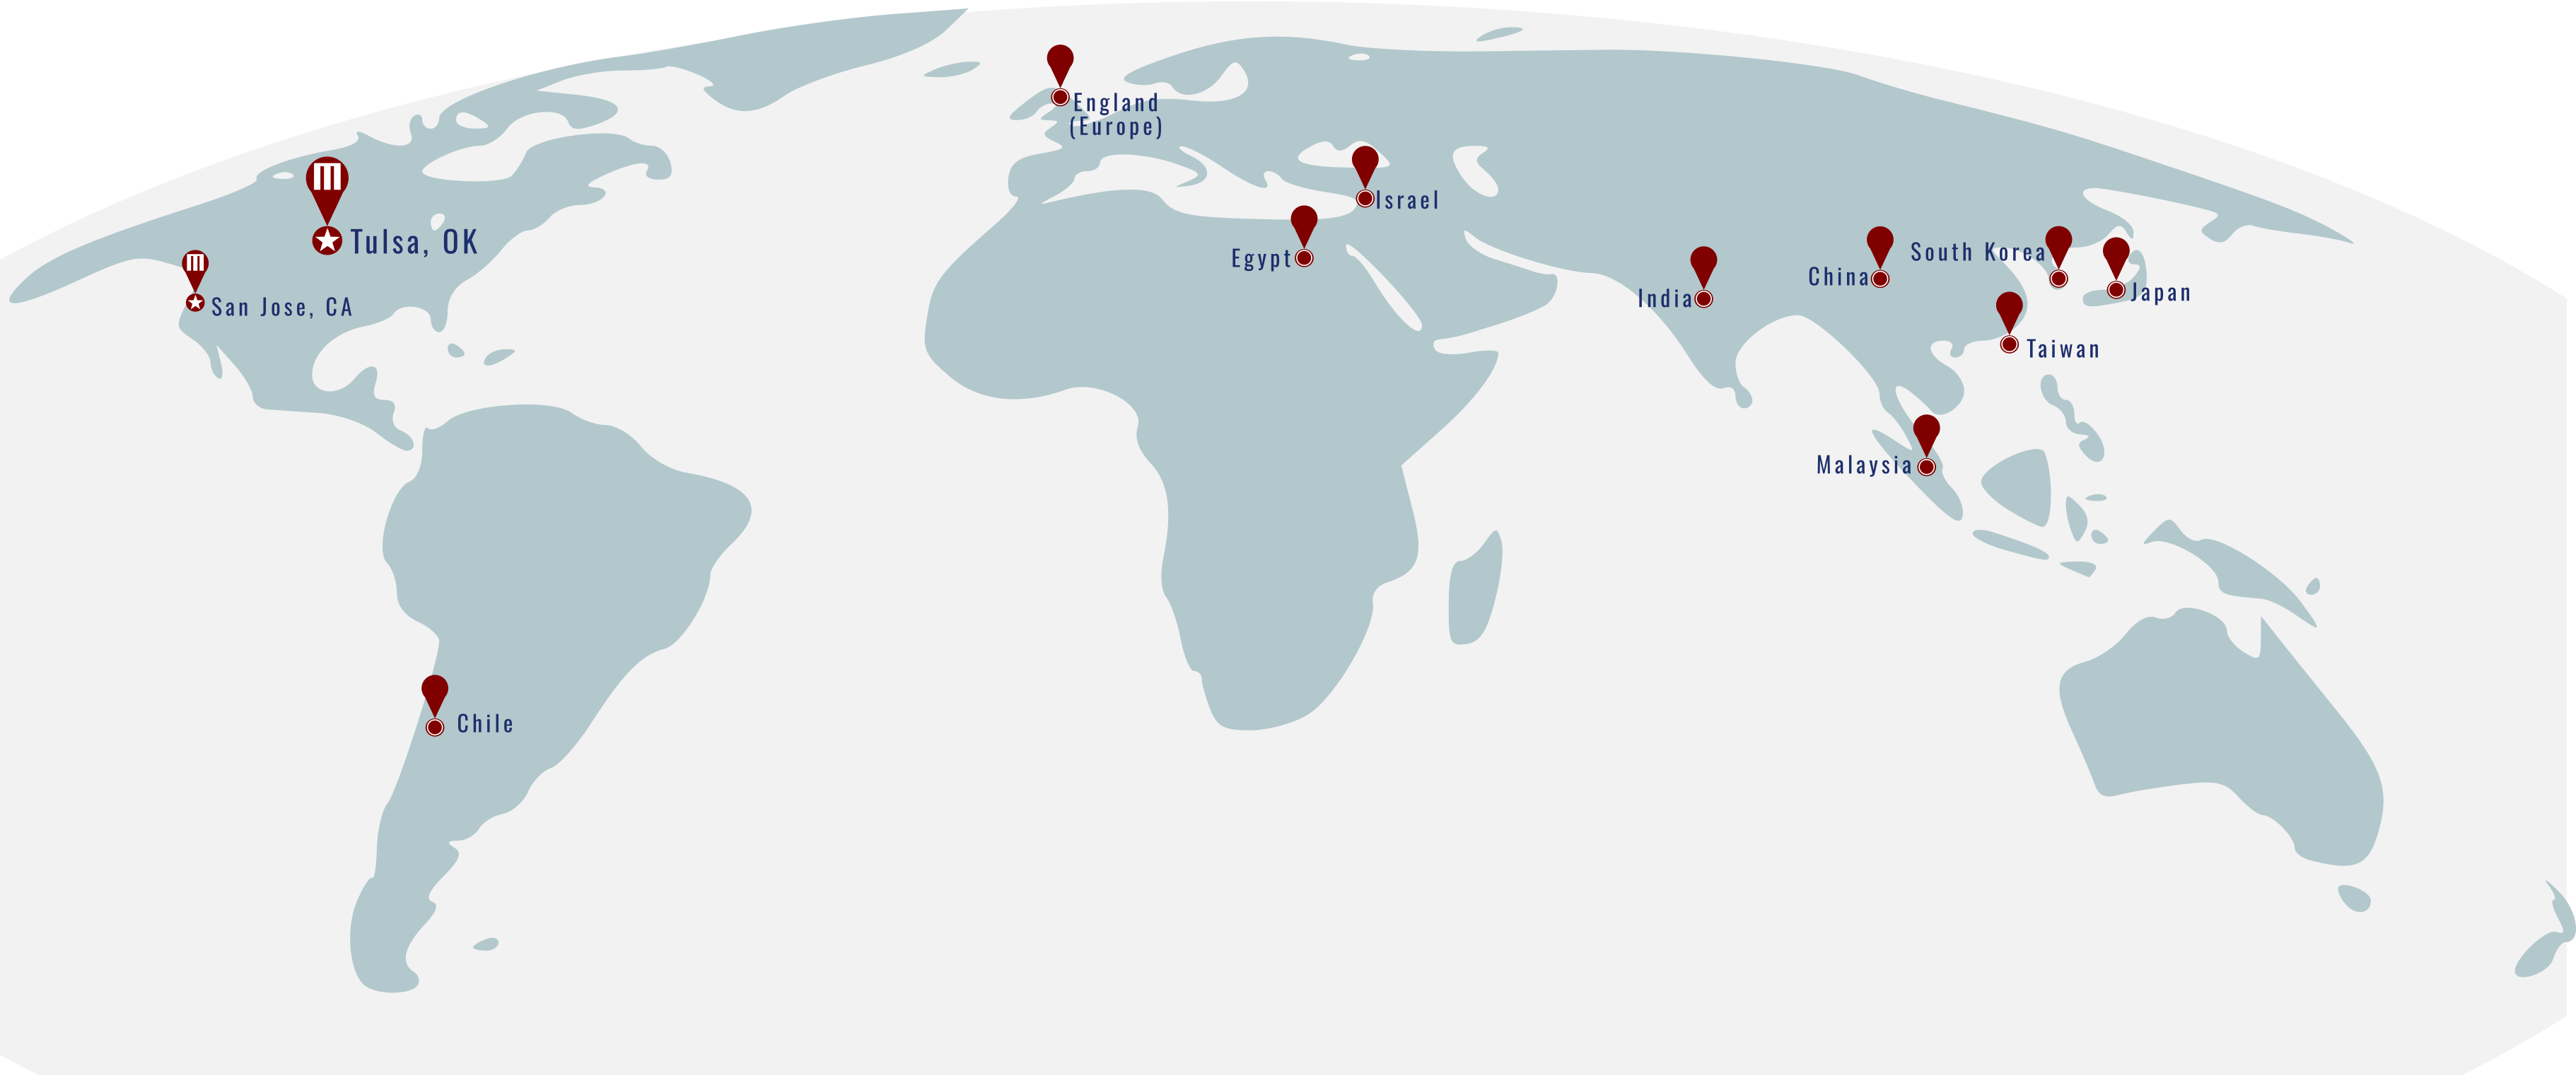 England
(Europe)
Israel
Tulsa, OK
Egypt
South Korea
China
Japan
India
San Jose, CA
Taiwan
Malaysia
Chile